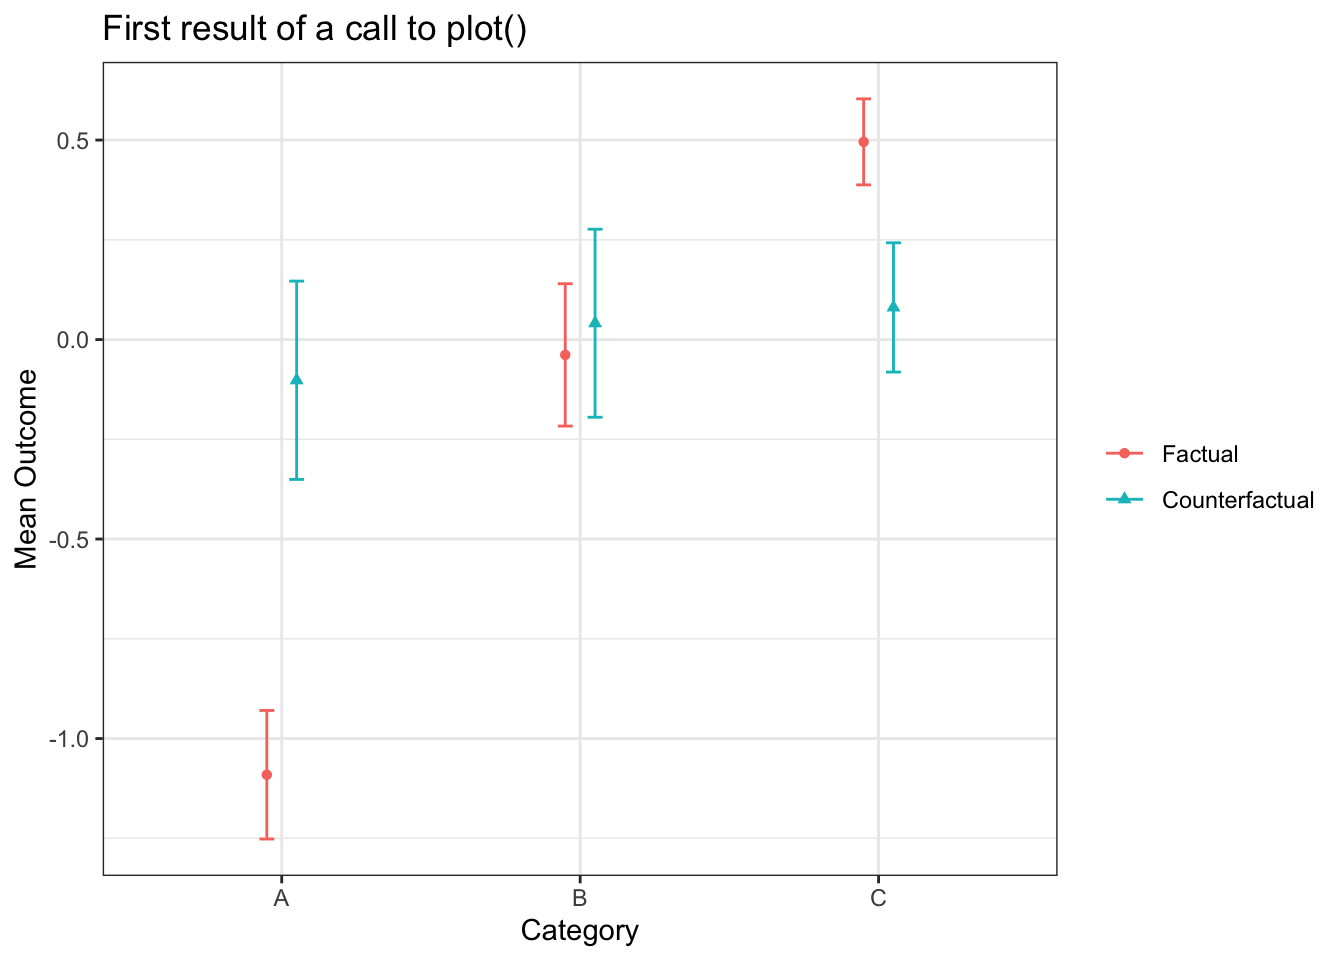 First result of a call to plot()
0.5
0.0
-0.5
-1.0
Mean Outcome
A B C
Category
Factual
Counterfactual